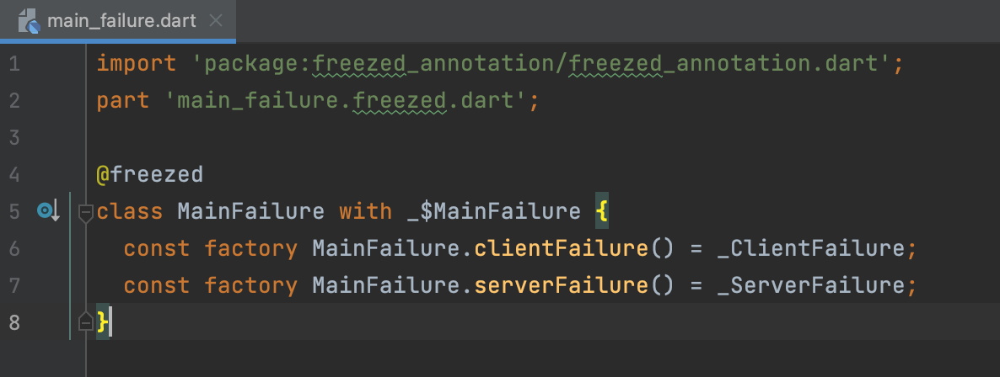 main_failure.dart
1 import 'package:freezed_annotation/freezed_annotation.dart';
2 part 'main_failure.freezed.dart';
3
4 @freezed
5 class MainFailure with _$MainFailure {
6 const factory MainFailure.clientFailure() = _ClientFailure;
7 const factory MainFailure.serverFailure() = _ServerFailure;
8 }